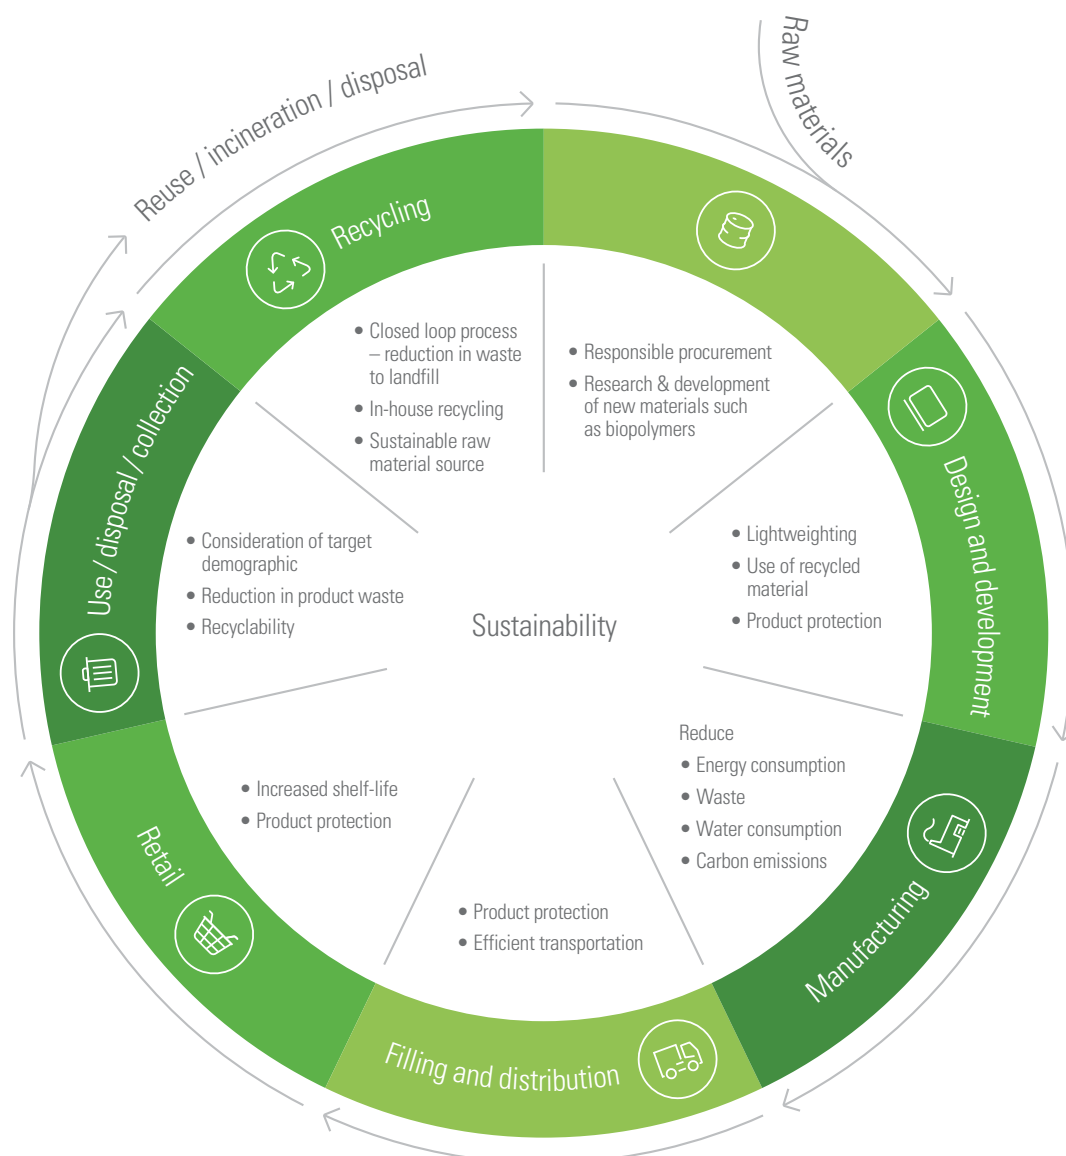 Raw materials
Reuse / incineration / disposal
Recycling
• Closed loop process
– reduction in waste
to landfill
• In-house recycling
• Sustainable raw
material source
• Responsible procurement
• Research & development
of new materials such
as biopolymers
Design and development
• Lightweighting
• Use of recycled
material
• Product protection
Use / disposal / collection
• Consideration of target
demographic
• Reduction in product waste
• Recyclability
Sustainability
Manufacturing
Reduce
• Energy consumption
• Waste
• Water consumption
• Carbon emissions
Retail
• Increased shelf-life
• Product protection
• Product protection
• Efficient transportation
Filling and distribution